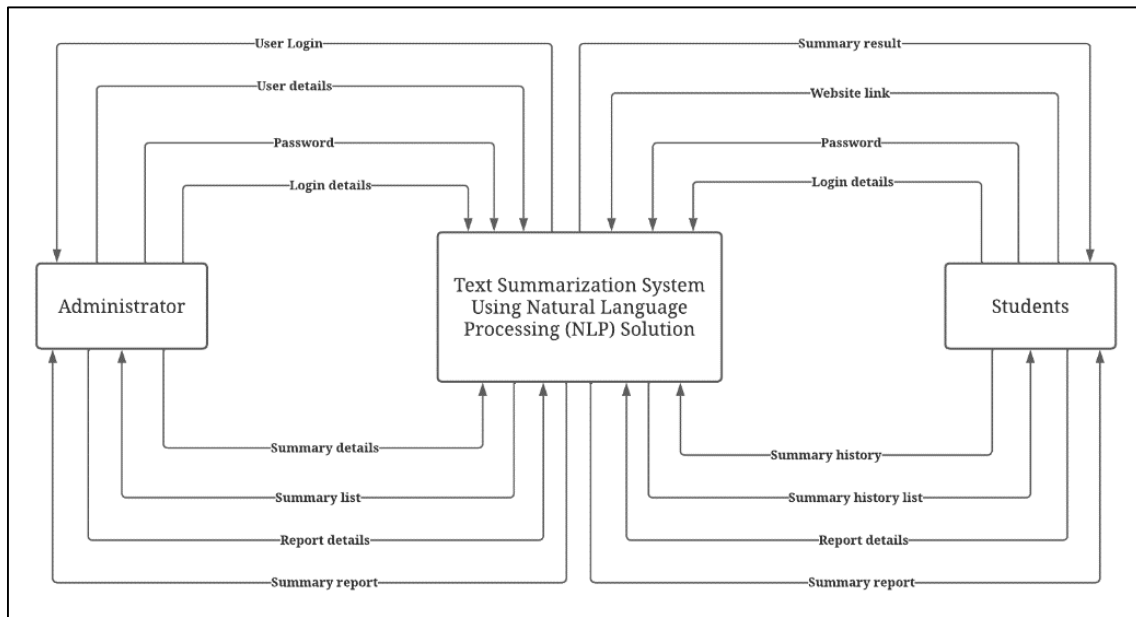 User Login
Summary result
User details
Website link
Password
Password
Login details
Login details
Administrator
Text Summarization System
Using Natural Language
Processing (NLP) Solution
Students
Summary details
Summary history
Summary list
Summary history list
Report details
Report details
Summary report
Summary report